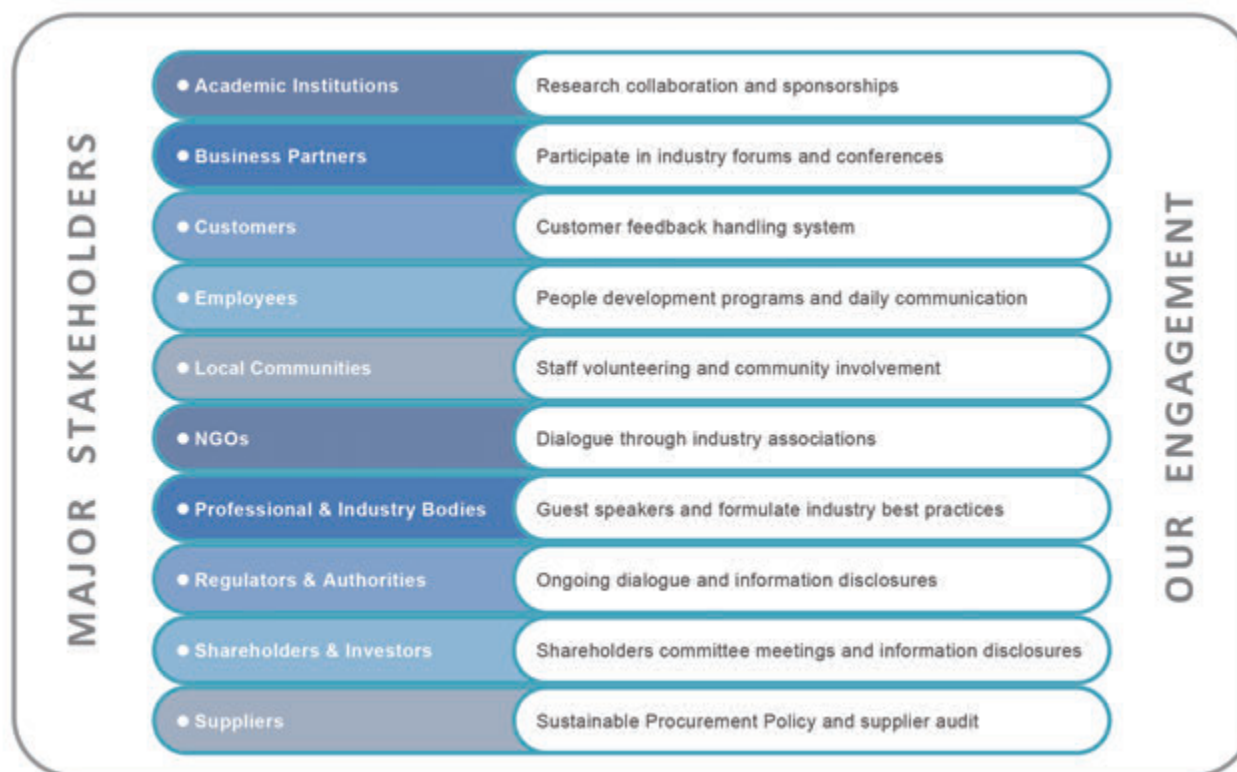 MAJOR STAKEHOLDERS
• Academic Institutions
Research collaboration and sponsorships
• Business Partners
Participate in industry forums and conferences
• Customers
Customer feedback handling system
• Employees
People development programs and daily communication
• Local Communities
Staff volunteering and community involvement
• NGOs
Dialogue through industry associations
• Professional & Industry Bodies
Guest speakers and formulate industry best practices
• Regulators & Authorities
Ongoing dialogue and information disclosures
• Shareholders & Investors
Shareholders committee meetings and information disclosures
• Suppliers
Sustainable Procurement Policy and supplier audit
OUR ENGAGEMENT